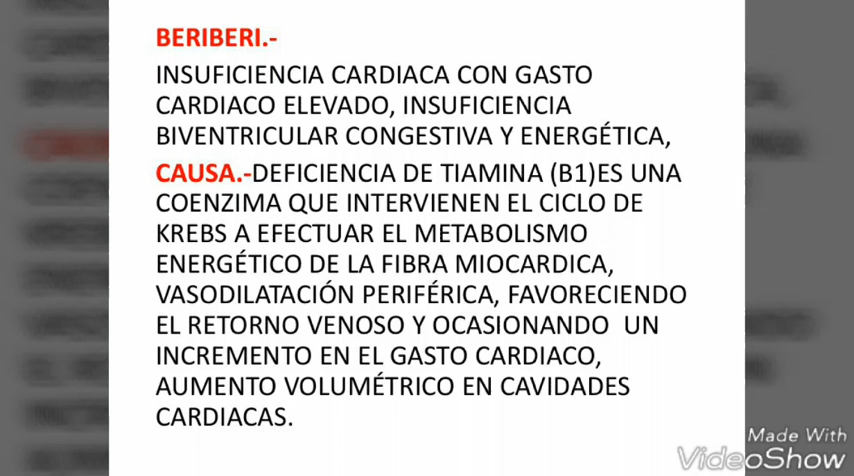 BERIBERI.-
INSUFICIENCIA CARDIACA CON GASTO
CARDIACO ELEVADO, INSUFICIENCIA
BIVENTRICULAR CONGESTIVA Y ENERGÉTICA,
CAUSA.-DEFICIENCIA DE TIAMINA (B1)ES UNA
COENZIMA QUE INTERVIENEN EL CICLO DE
KREBS A EFECTUAR EL METABOLISMO
ENERGÉTICO DE LA FIBRA MIOCARDICA,
VASODILATACIÓN PERIFÉRICA, FAVORECIENDO
EL RETORNO VENOSO Y OCASIONANDO  UN
INCREMENTO EN EL GASTO CARDIACO,
AUMENTO VOLUMÉTRICO EN CAVIDADES
CARDIACAS.
Made With
VideoShow